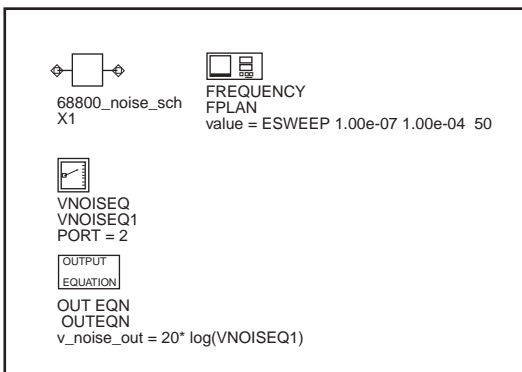 68800_noise_sch
X1
FREQUENCY
FPLAN
value = ESWEEP 1.00e-07 1.00e-04 50
VNOISEQ
VNOISEQ1
PORT = 2
OUTPUT
EQUATION
OUT EQN
OUTEQN
v_noise_out = 20* log(VNOISEQ1)